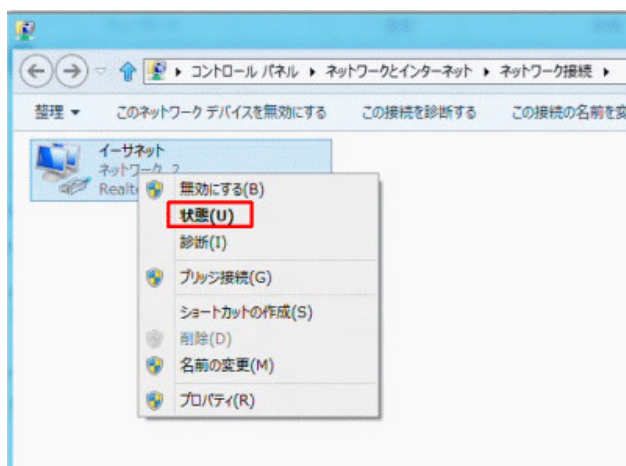 コントロール パネル ▸ ネットワークとインターネット ▸ ネットワーク接続 ▸
整理 ▼ このネットワーク デバイスを無効にする この接続を診断する この接続の名前を変
イーサネット
ネットワーク 2
Realte
無効にする(B)
状態(U)
診断(I)
ブリッジ接続(G)
ショートカットの作成(S)
削除(D)
名前の変更(M)
プロパティ(R)